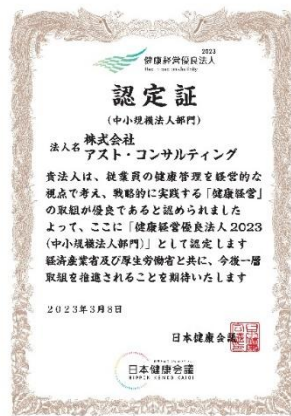 2023
健康経営優良法人
Health and productivity
認定証
(中小規模法人部門)
法人名 株式会社
アスト・コンサルティング
貴法人は、従業員の健康管理を経営的な
視点で考え、戦略的に実践する「健康経営」
の取組が優良であると認められました
よって、ここに「健康経営優良法人2023
(中小規模法人部門)」として認定します
経済産業省及び厚生労働省と共に、今後一層
取組を推進されることを期待いたします
2023年3月8日
日本健康会議
日本健康会議
NIPPON KENKO KAIGI